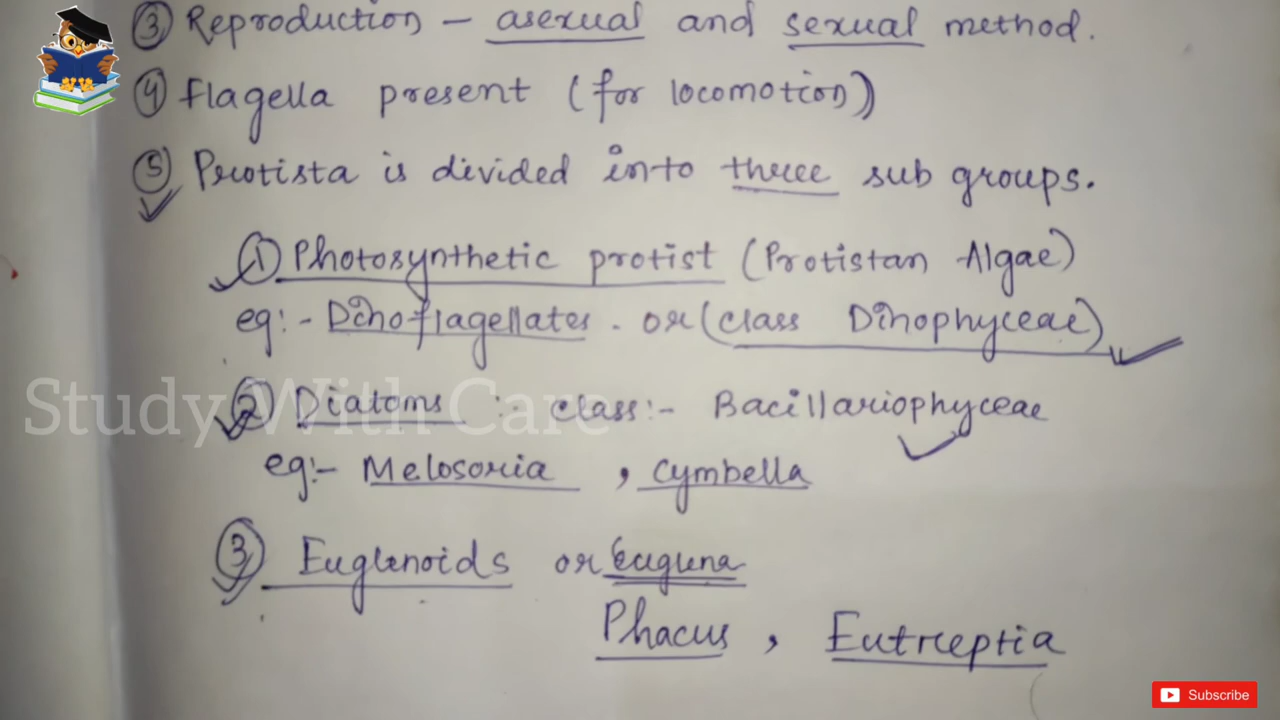 ③ Reproduction - asexual and sexual method.
④ Flagella present (for locomotion)
⑤ Protista is divided into three sub groups.
① Photosynthetic protist (Protistan Algae)
eg:- Dinoflagellates. or (class Dinophyceae)
② Diatoms :- class:- Bacillariophyceae
Study With Care
eg:- Melosoria, Cymbella
③ Euglenoids or Euglena
Phacus, Eutreptia
Subscribe